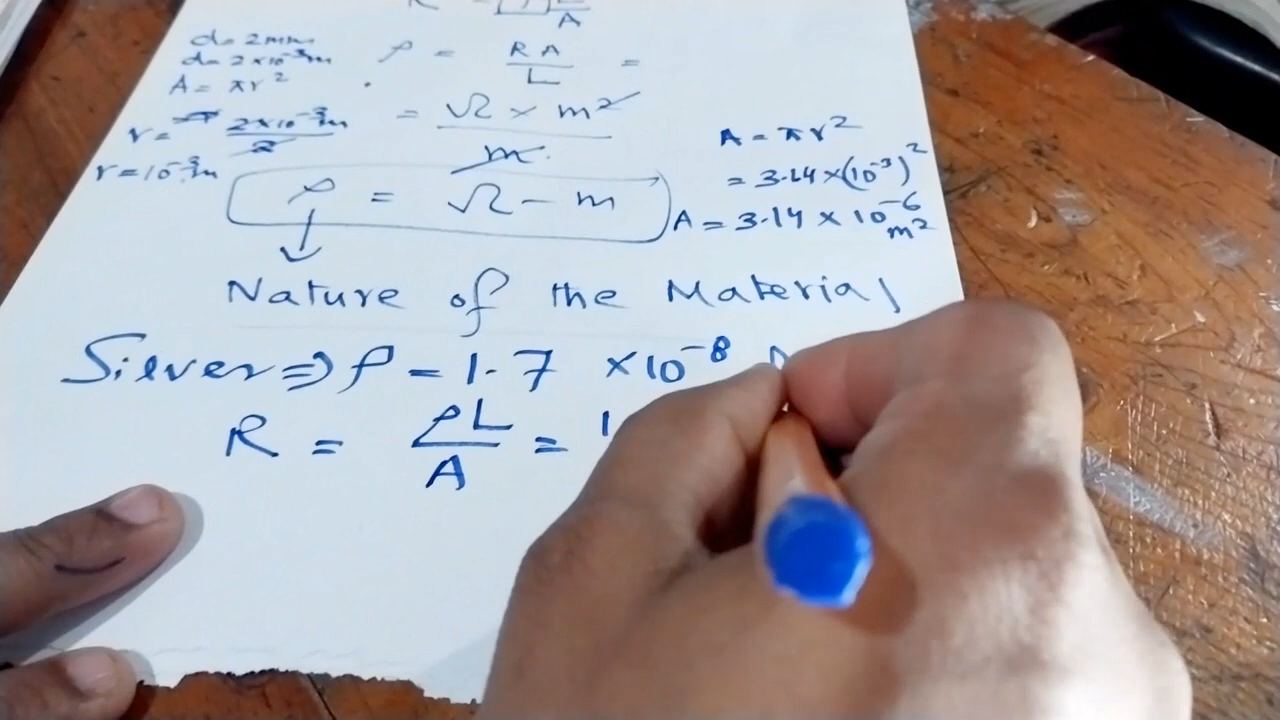 A
d = 2mm
d = 2×10⁻³m
A = πr²
ρ = RA/L =
r = 2×10⁻³m/2
= Ω × m²/m
r = 10⁻³m
ρ = Ω - m
A = πr²
= 3.14 × (10⁻³)²
A = 3.14 × 10⁻⁶ m²
Nature of the Material
Silver ⇒ ρ = 1.7 × 10⁻⁸
R = ρL/A = 1